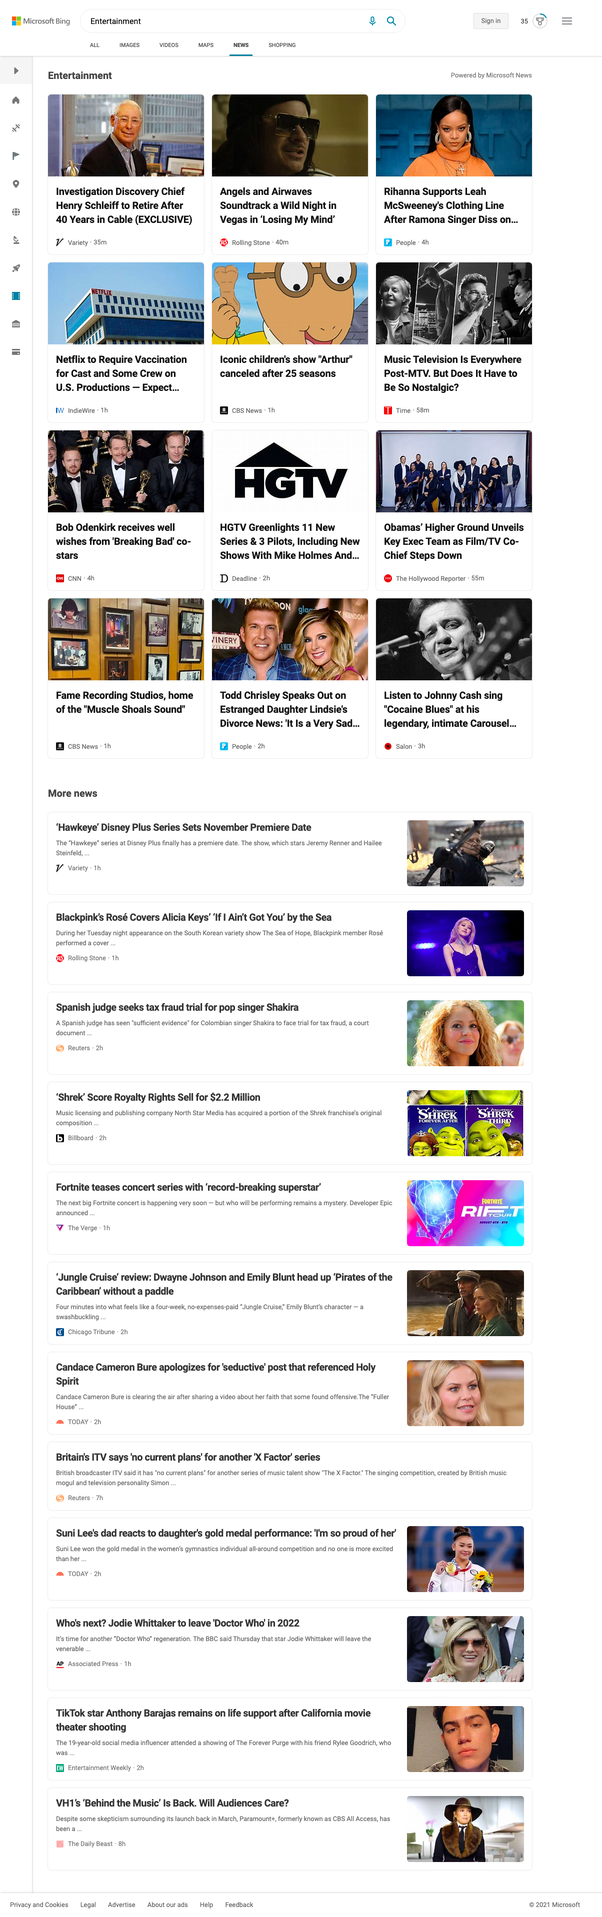 Microsoft Bing
Entertainment
Sign in
35
ALL IMAGES VIDEOS MAPS NEWS SHOPPING
Entertainment
Powered by Microsoft News
Investigation Discovery Chief
Henry Schleiff to Retire After
40 Years in Cable (EXCLUSIVE)
Variety · 35m
Angels and Airwaves
Soundtrack a Wild Night in
Vegas in ‘Losing My Mind’
Rolling Stone · 40m
FENTY
Rihanna Supports Leah
McSweeney's Clothing Line
After Ramona Singer Diss on...
People · 4h
NETFLIX
Netflix to Require Vaccination
for Cast and Some Crew on
U.S. Productions — Expect...
IndieWire · 1h
Iconic children's show "Arthur"
canceled after 25 seasons
CBS News · 1h
Music Television Is Everywhere
Post-MTV. But Does It Have to
Be So Nostalgic?
Time · 58m
Bob Odenkirk receives well
wishes from 'Breaking Bad' co-
stars
CNN · 4h
HGTV
HGTV Greenlights 11 New
Series & 3 Pilots, Including New
Shows With Mike Holmes And...
Deadline · 2h
Obamas’ Higher Ground Unveils
Key Exec Team as Film/TV Co-
Chief Steps Down
The Hollywood Reporter · 55m
Fame Recording Studios, home
of the "Muscle Shoals Sound"
CBS News · 1h
WINERY
Todd Chrisley Speaks Out on
Estranged Daughter Lindsie's
Divorce News: 'It Is a Very Sad...
People · 2h
Listen to Johnny Cash sing
"Cocaine Blues" at his
legendary, intimate Carousel...
Salon · 3h
More news
‘Hawkeye’ Disney Plus Series Sets November Premiere Date
The “Hawkeye” series at Disney Plus finally has a premiere date. The show, which stars Jeremy Renner and Hailee
Steinfeld, ...
Variety · 1h
Blackpink’s Rosé Covers Alicia Keys’ ‘If I Ain’t Got You’ by the Sea
During her Tuesday night appearance on the South Korean variety show The Sea of Hope, Blackpink member Rosé
performed a cover ...
Rolling Stone · 1h
Spanish judge seeks tax fraud trial for pop singer Shakira
A Spanish judge has seen "sufficient evidence" for Colombian singer Shakira to face trial for tax fraud, a court
document ...
Reuters · 2h
‘Shrek’ Score Royalty Rights Sell for $2.2 Million
Music licensing and publishing company North Star Media has acquired a portion of the Shrek franchise's original
composition ...
Billboard · 2h
SHREK
FOREVER AFTER
SHREK
THE THIRD
Fortnite teases concert series with ‘record-breaking superstar’
The next big Fortnite concert is happening very soon — but who will be performing remains a mystery. Developer Epic
announced ...
The Verge · 1h
FORTNITE
RIFT
TOUR
AUGUST 6TH - 8TH
‘Jungle Cruise’ review: Dwayne Johnson and Emily Blunt head up ‘Pirates of the
Caribbean’ without a paddle
Four minutes into what feels like a four-week, no-expenses-paid “Jungle Cruise,” Emily Blunt’s character — a
swashbuckling ...
Chicago Tribune · 2h
Candace Cameron Bure apologizes for 'seductive' post that referenced Holy
Spirit
Candace Cameron Bure is clearing the air after sharing a video about her faith that some found offensive.The “Fuller
House” ...
TODAY · 2h
Britain's ITV says 'no current plans' for another 'X Factor' series
British broadcaster ITV said it has "no current plans" for another series of music talent show "The X Factor." The singing competition, created by British music
mogul and television personality Simon ...
Reuters · 7h
Suni Lee's dad reacts to daughter's gold medal performance: 'I'm so proud of her'
Suni Lee won the gold medal in the women's gymnastics individual all-around competition and no one is more excited
than her ...
TODAY · 2h
Who's next? Jodie Whittaker to leave 'Doctor Who' in 2022
It's time for another “Doctor Who” regeneration. The BBC said Thursday that star Jodie Whittaker will leave the
venerable ...
Associated Press · 1h
TikTok star Anthony Barajas remains on life support after California movie
theater shooting
The 19-year-old social media influencer attended a showing of The Forever Purge with his friend Rylee Goodrich, who
was ...
Entertainment Weekly · 2h
VH1’s ‘Behind the Music’ Is Back. Will Audiences Care?
Despite some skepticism surrounding its launch back in March, Paramount+, formerly known as CBS All Access, has
been a ...
The Daily Beast · 8h
Privacy and Cookies Legal Advertise About our ads Help Feedback
© 2021 Microsoft